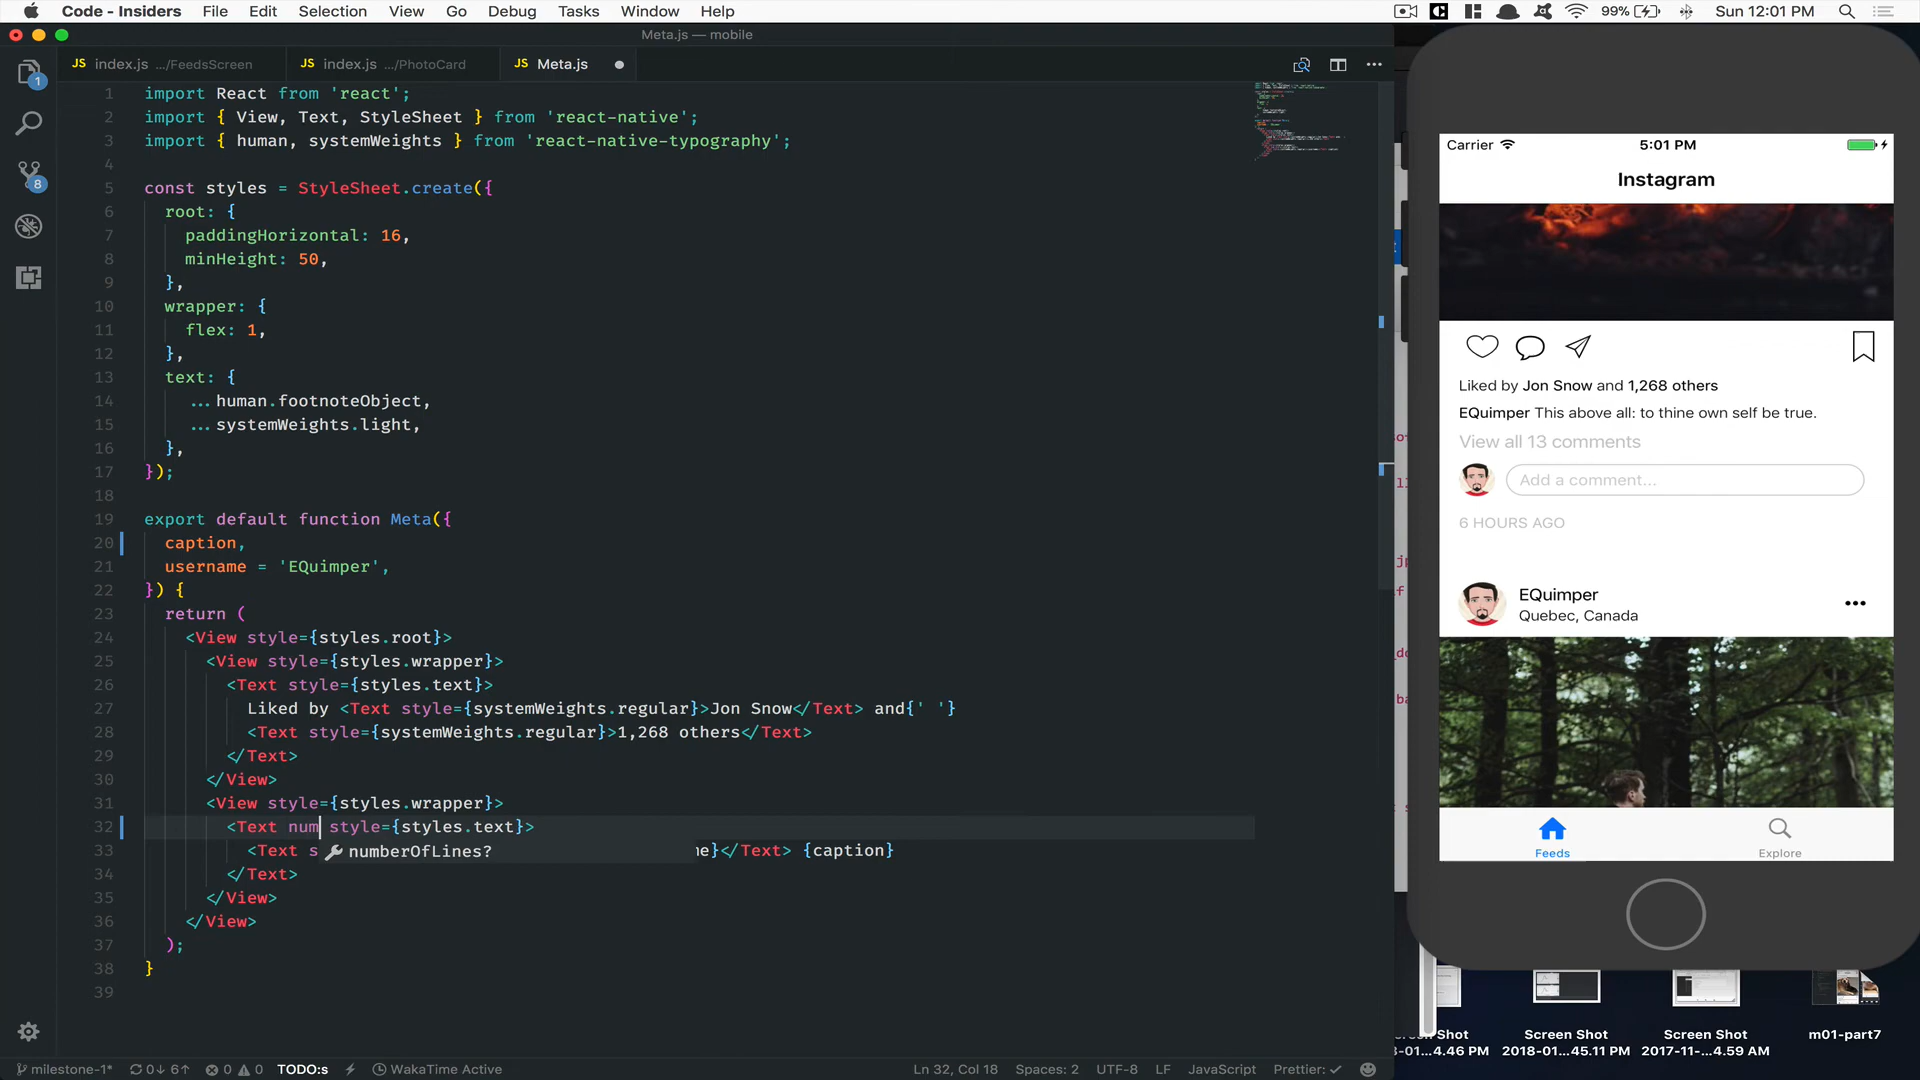 Code - Insiders File Edit Selection View Go Debug Tasks Window Help 99% Sun 12:01 PM
Meta.js — mobile
JS index.js .../FeedsScreen JS index.js .../PhotoCard JS Meta.js
1 import React from 'react';
2 import { View, Text, StyleSheet } from 'react-native';
3 import { human, systemWeights } from 'react-native-typography';
4
5 const styles = StyleSheet.create({
6 root: {
7 paddingHorizontal: 16,
8 minHeight: 50,
9 },
10 wrapper: {
11 flex: 1,
12 },
13 text: {
14 ...human.footnoteObject,
15 ...systemWeights.light,
16 },
17 });
18
19 export default function Meta({
20 caption,
21 username = 'EQuimper',
22 }) {
23 return (
24 <View style={styles.root}>
25 <View style={styles.wrapper}>
26 <Text style={styles.text}>
27 Liked by <Text style={systemWeights.regular}>Jon Snow</Text> and{' '}
28 <Text style={systemWeights.regular}>1,268 others</Text>
29 </Text>
30 </View>
31 <View style={styles.wrapper}>
32 <Text num style={styles.text}>
33 <Text s numberOfLines? ne}</Text> {caption}
34 </Text>
35 </View>
36 </View>
37 );
38 }
39
1
8
milestone-1* 0↓ 6↑ 0 0 TODO:s WakaTime Active Ln 32, Col 18 Spaces: 2 UTF-8 LF JavaScript Prettier: ✓
Carrier 5:01 PM
Instagram
Liked by Jon Snow and 1,268 others
EQuimper This above all: to thine own self be true.
View all 13 comments
Add a comment...
6 HOURS AGO
EQuimper
Quebec, Canada
Feeds Explore
Screen Shot Screen Shot m01-part7
...4.46 PM 2018-01...45.11 PM 2017-11-...4.59 AM